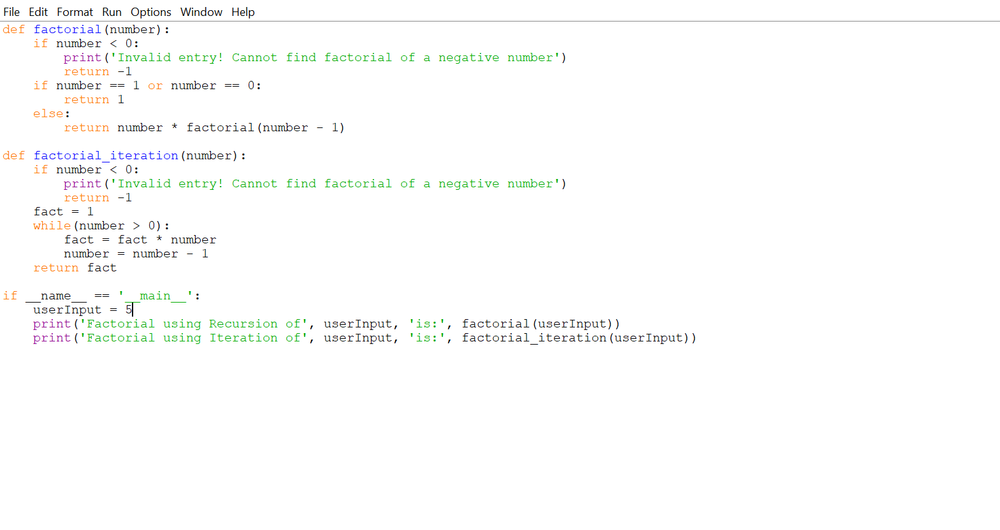 File Edit Format Run Options Window Help
def factorial(number):
    if number < 0:
        print('Invalid entry! Cannot find factorial of a negative number')
        return -1
    if number == 1 or number == 0:
        return 1
    else:
        return number * factorial(number - 1)

def factorial_iteration(number):
    if number < 0:
        print('Invalid entry! Cannot find factorial of a negative number')
        return -1
    fact = 1
    while(number > 0):
        fact = fact * number
        number = number - 1
    return fact

if __name__ == '__main__':
    userInput = 5
    print('Factorial using Recursion of', userInput, 'is:', factorial(userInput))
    print('Factorial using Iteration of', userInput, 'is:', factorial_iteration(userInput))